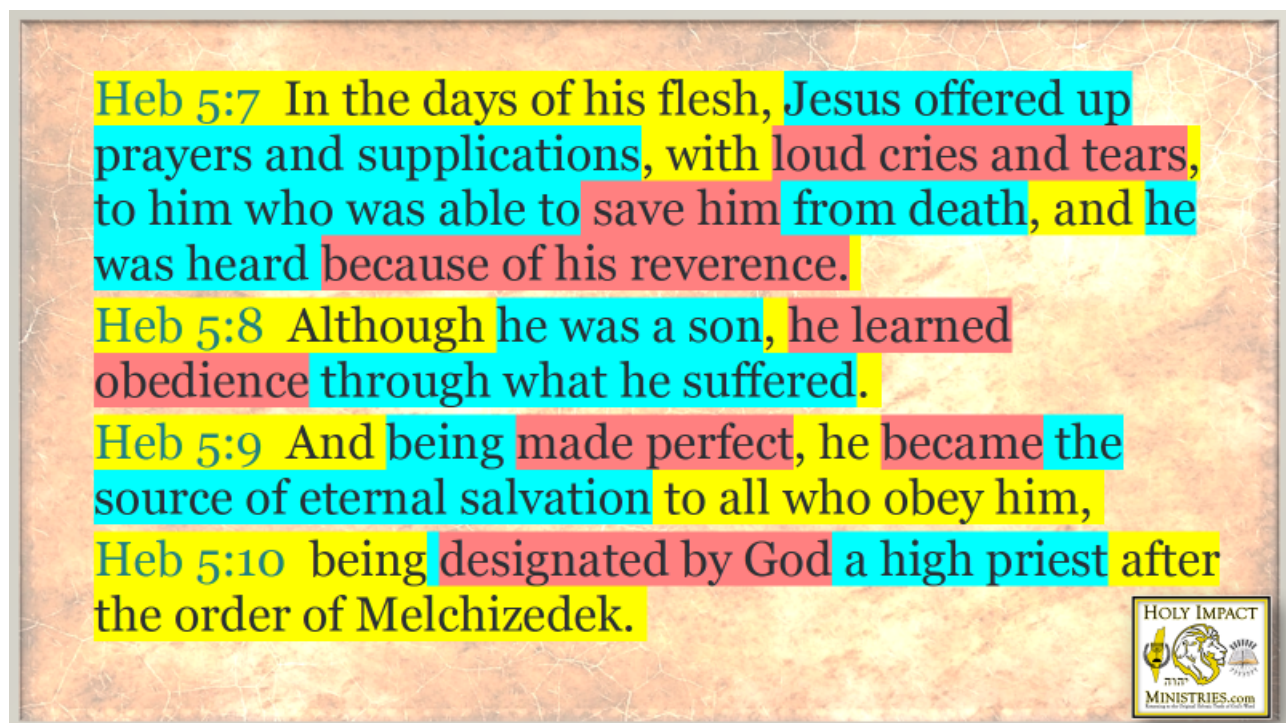 Heb 5:7 In the days of his flesh, Jesus offered up
prayers and supplications, with loud cries and tears,
to him who was able to save him from death, and he
was heard because of his reverence.
Heb 5:8 Although he was a son, he learned
obedience through what he suffered.
Heb 5:9 And being made perfect, he became the
source of eternal salvation to all who obey him,
Heb 5:10 being designated by God a high priest after
the order of Melchizedek.
HOLY IMPACT
יהוה
MINISTRIES.com